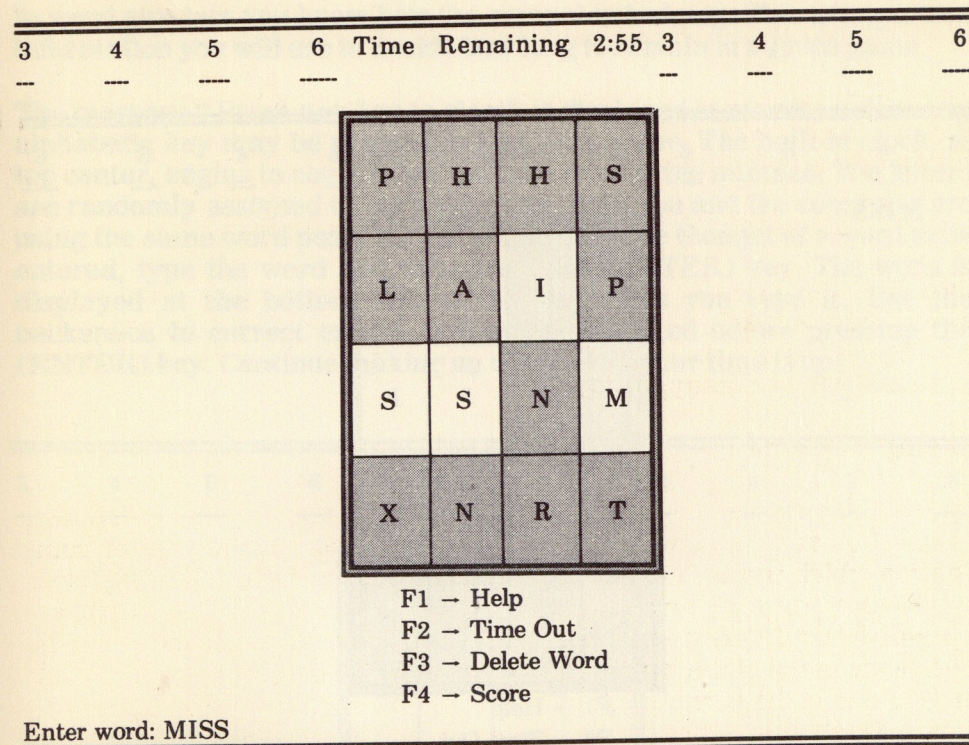 3 4 5 6 Time Remaining 2:55 3 4 5 6
--- ---- ----- ------ --- ---- ----- ------
P H H S
L A I P
S S N M
X N R T
F1 → Help
F2 → Time Out
F3 → Delete Word
F4 → Score
Enter word: MISS